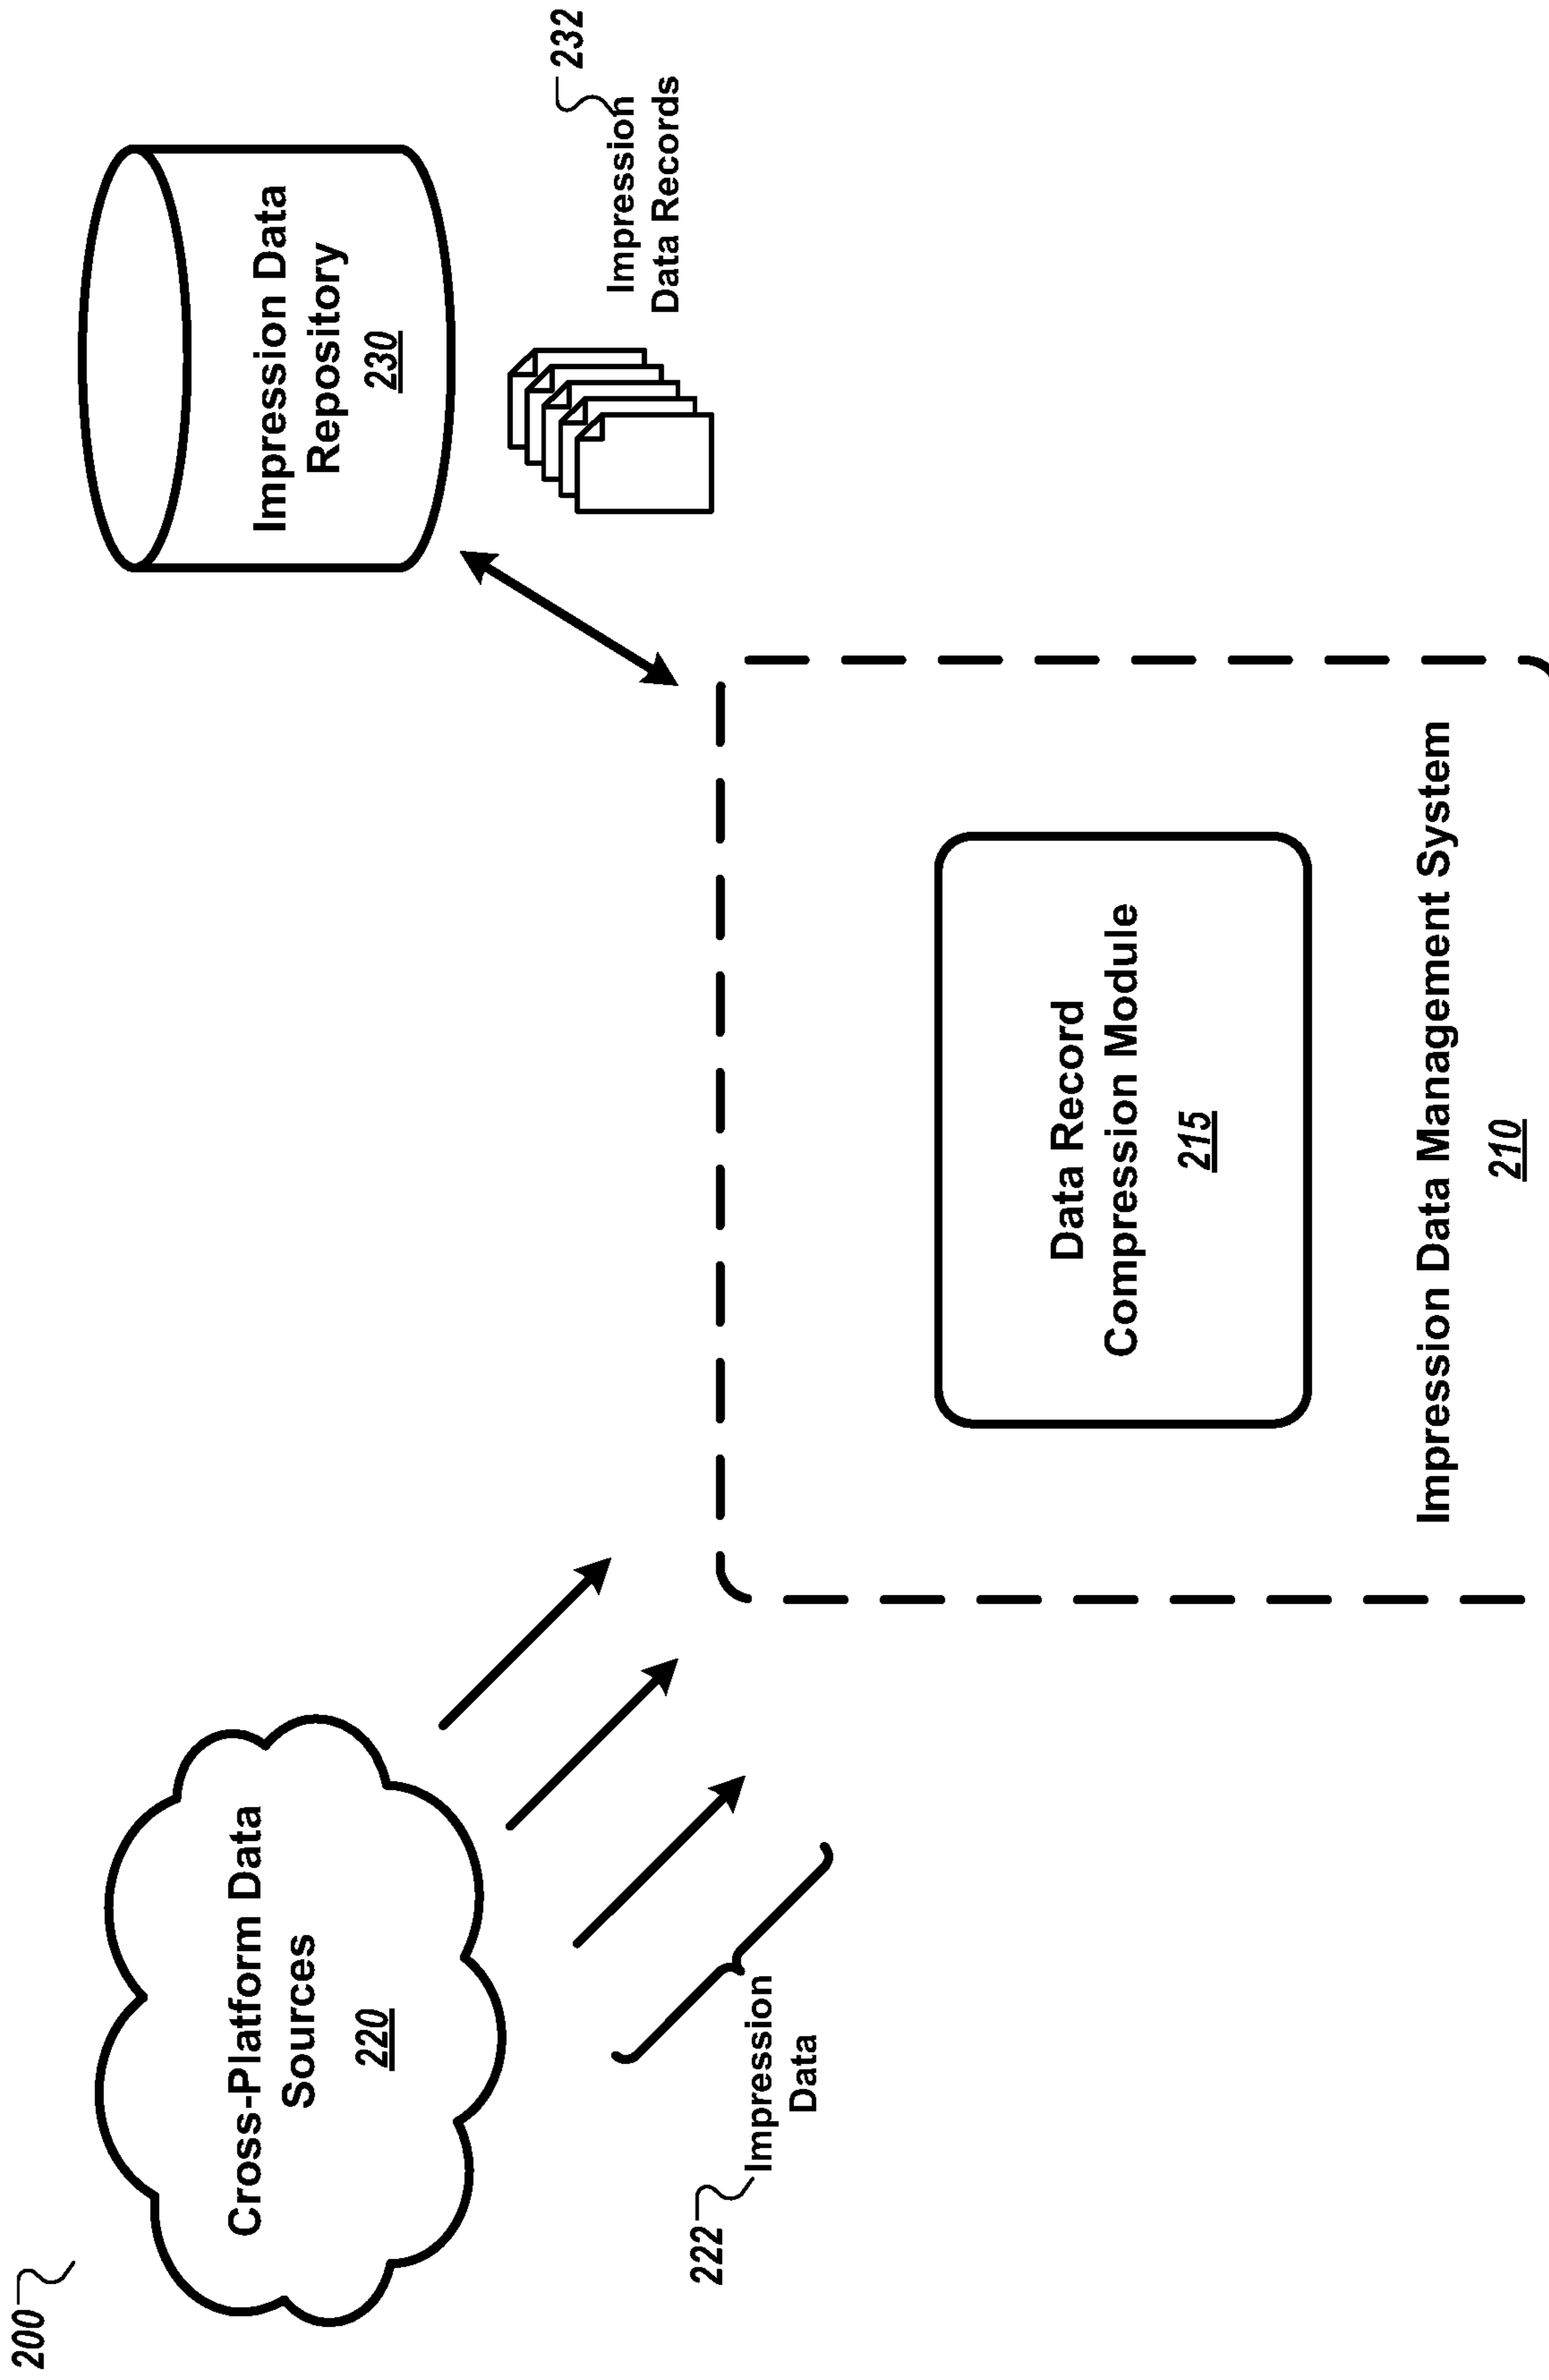 200
Cross-Platform Data
Sources
220
222
Impression
Data
Impression Data
Repository
230
232
Impression
Data Records
Data Record
Compression Module
215
Impression Data Management System
210